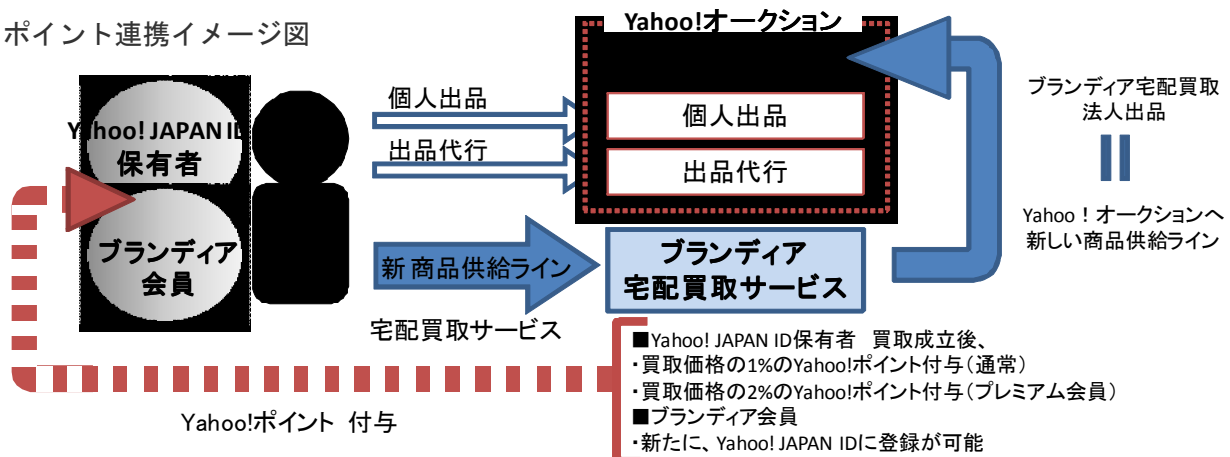 ポイント連携イメージ図
Yahoo!オークション
Yahoo! JAPAN ID
保有者
ブランディア
会員
個人出品
出品代行
個人出品
出品代行
新商品供給ライン
宅配買取サービス
ブランディア
宅配買取サービス
ブランディア宅配買取
法人出品
Yahoo！オークションへ
新しい商品供給ライン
■Yahoo! JAPAN ID保有者　買取成立後、
・買取価格の1%のYahoo!ポイント付与（通常）
・買取価格の2%のYahoo!ポイント付与（プレミアム会員）
■ブランディア会員
・新たに、Yahoo! JAPAN IDに登録が可能
Yahoo!ポイント 付与